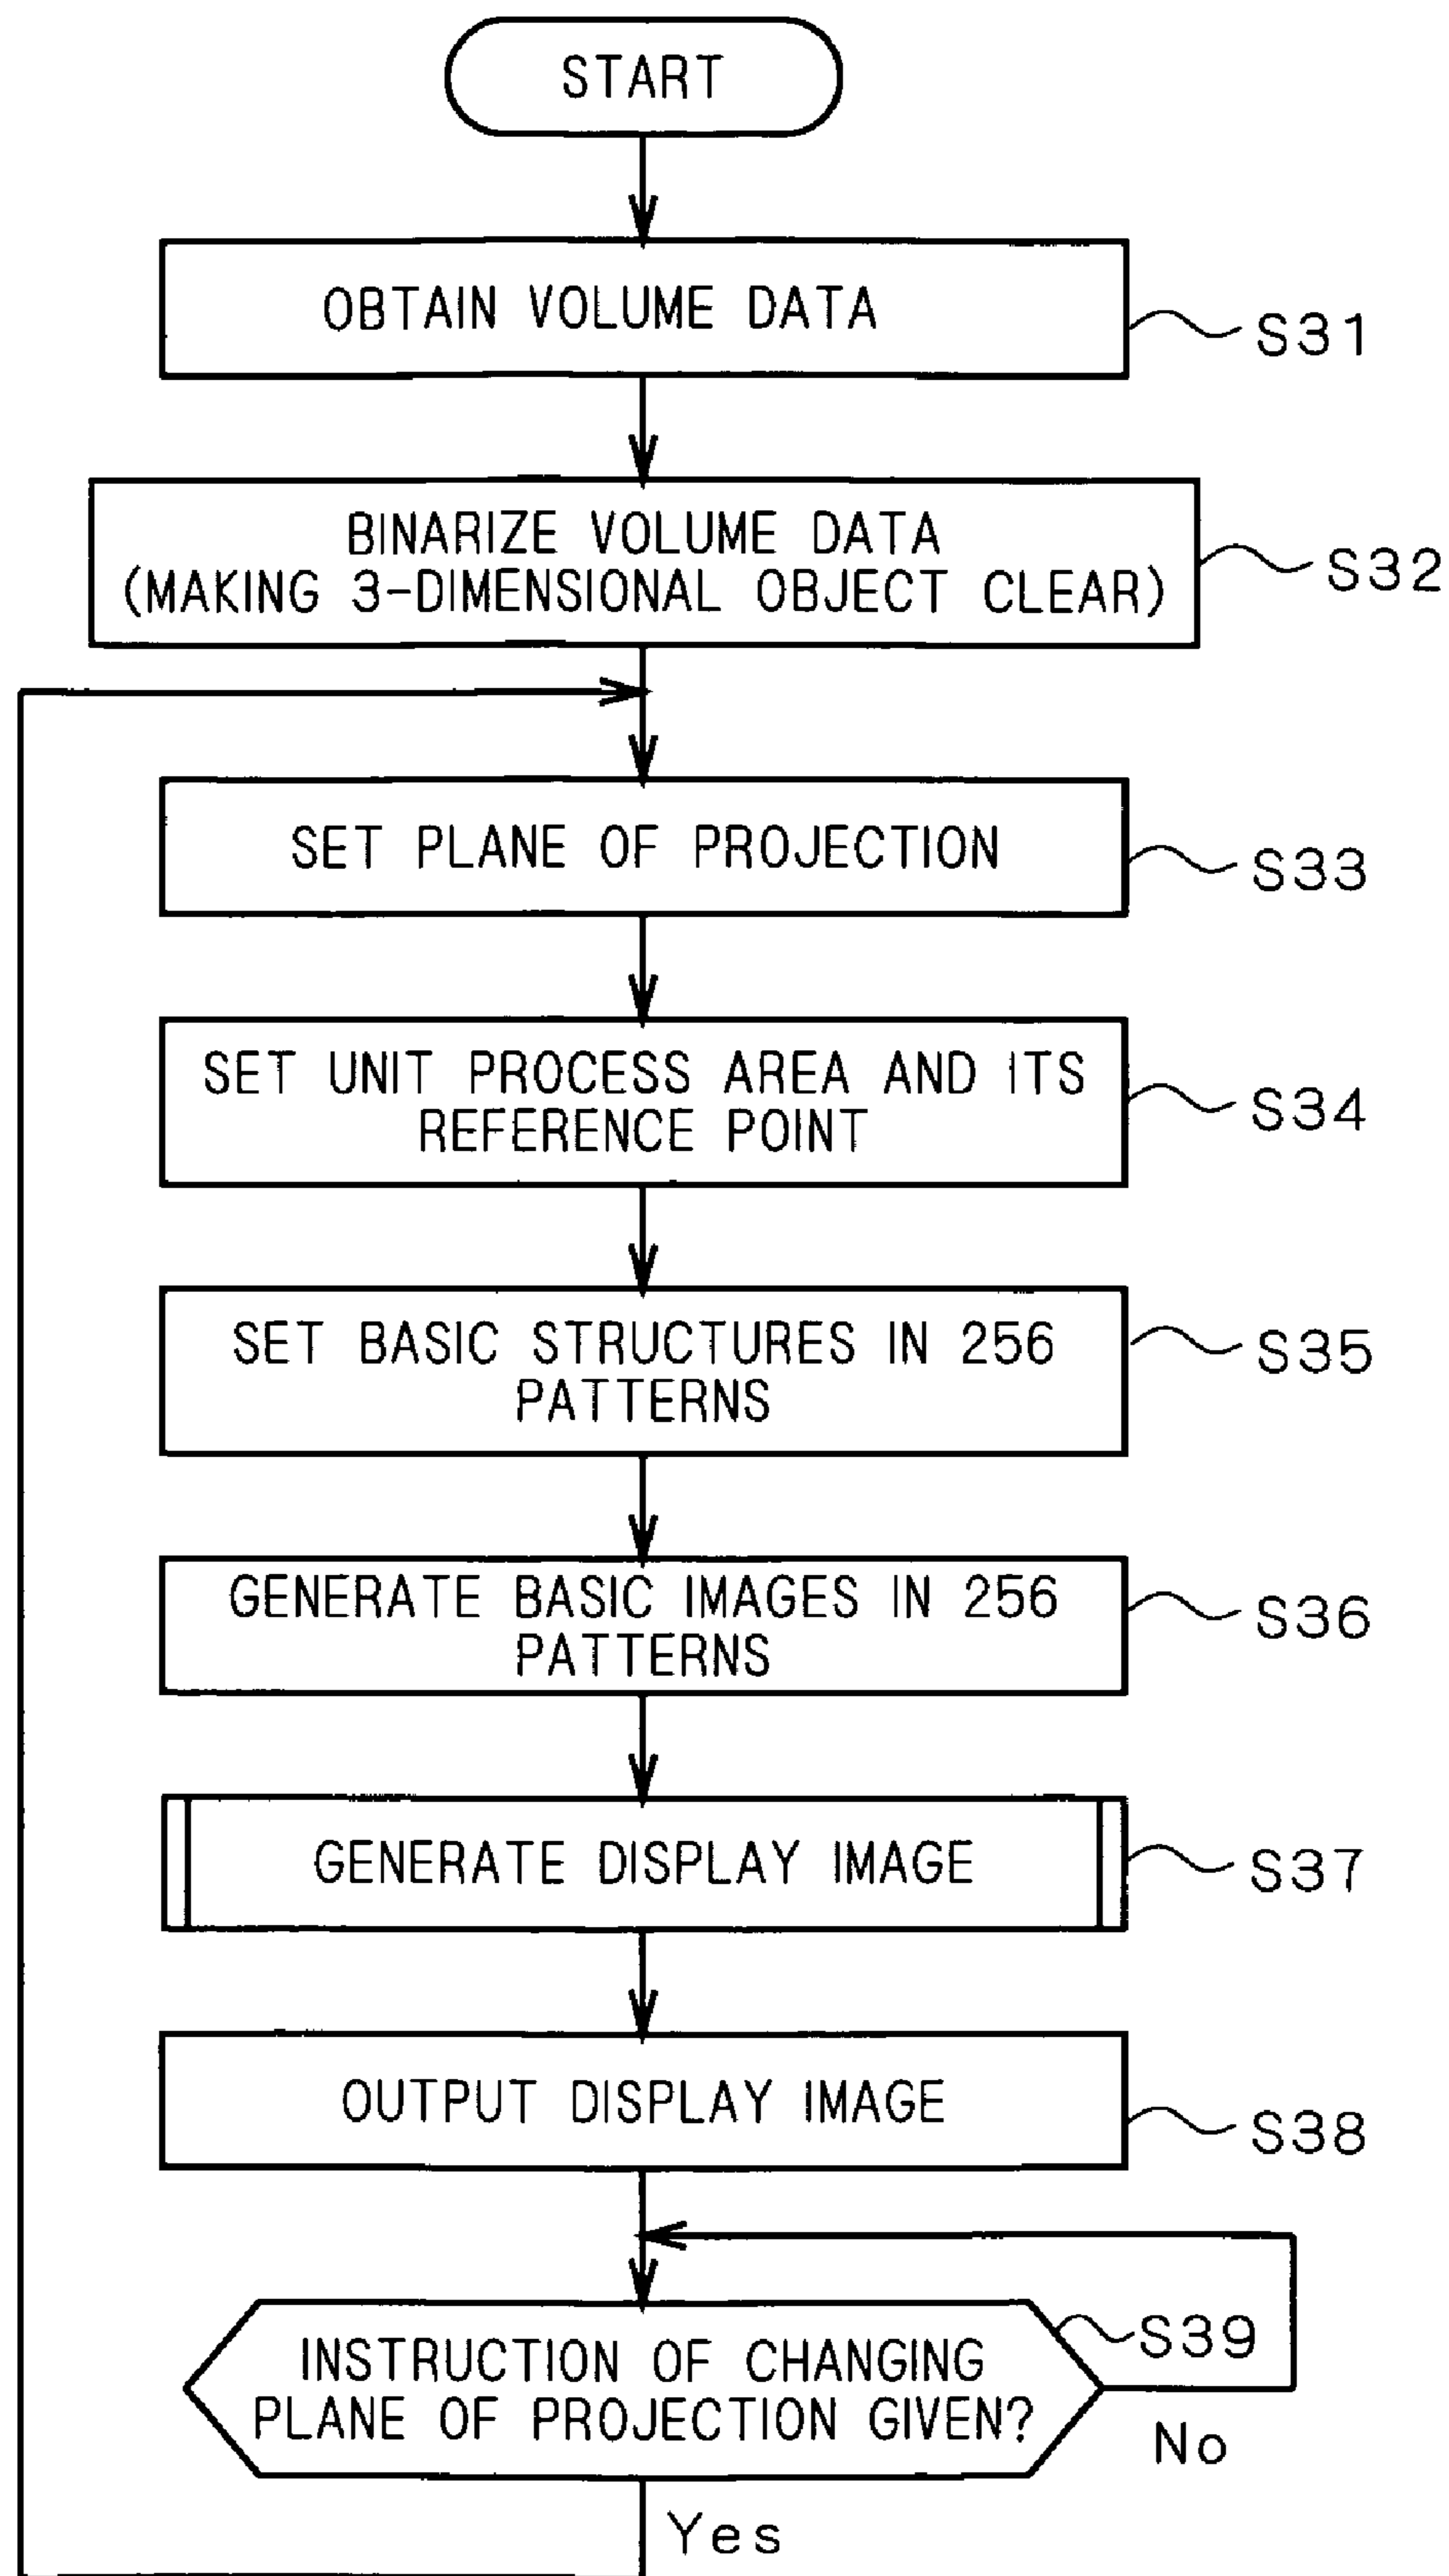 START
OBTAIN VOLUME DATA
S31
BINARIZE VOLUME DATA
(MAKING 3-DIMENSIONAL OBJECT CLEAR)
S32
SET PLANE OF PROJECTION
S33
SET UNIT PROCESS AREA AND ITS
REFERENCE POINT
S34
SET BASIC STRUCTURES IN 256
PATTERNS
S35
GENERATE BASIC IMAGES IN 256
PATTERNS
S36
GENERATE DISPLAY IMAGE
S37
OUTPUT DISPLAY IMAGE
S38
INSTRUCTION OF CHANGING
PLANE OF PROJECTION GIVEN?
S39
No
Yes